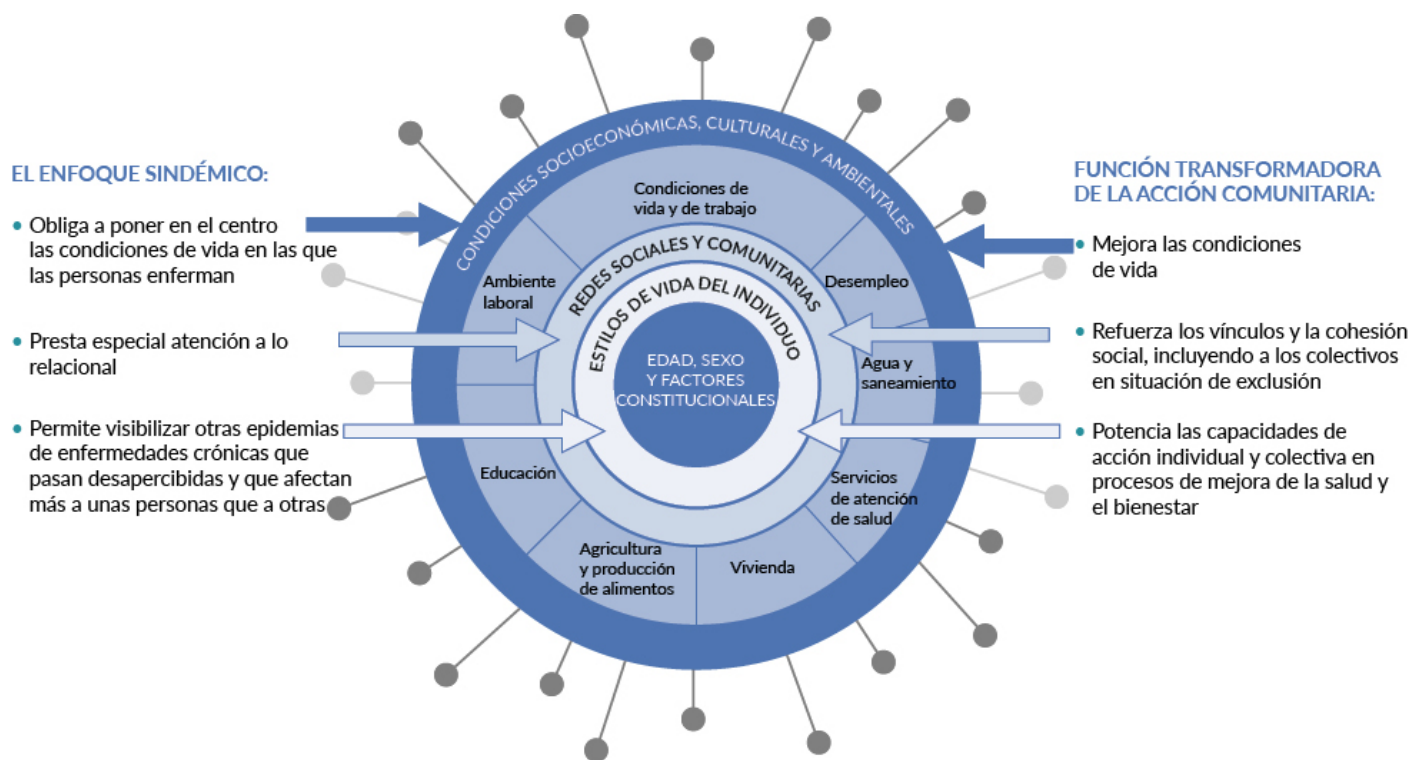 EL ENFOQUE SINDÉMICO:
• Obliga a poner en el centro
las condiciones de vida en las que
las personas enferman
• Presta especial atención a lo
relacional
• Permite visibilizar otras epidemias
de enfermedades crónicas que
pasan desapercibidas y que afectan
más a unas personas que a otras
CONDICIONES SOCIOECONÓMICAS, CULTURALES Y AMBIENTALES
Condiciones de
vida y de trabajo
Ambiente
laboral
Desempleo
Agua y
saneamiento
Educación
Servicios
de atención
de salud
Agricultura
y producción
de alimentos
Vivienda
REDES SOCIALES Y COMUNITARIAS
ESTILOS DE VIDA DEL INDIVIDUO
EDAD, SEXO
Y FACTORES
CONSTITUCIONALES
FUNCIÓN TRANSFORMADORA
DE LA ACCIÓN COMUNITARIA:
• Mejora las condiciones
de vida
• Refuerza los vínculos y la cohesión
social, incluyendo a los colectivos
en situación de exclusión
• Potencia las capacidades de
acción individual y colectiva en
procesos de mejora de la salud y
el bienestar